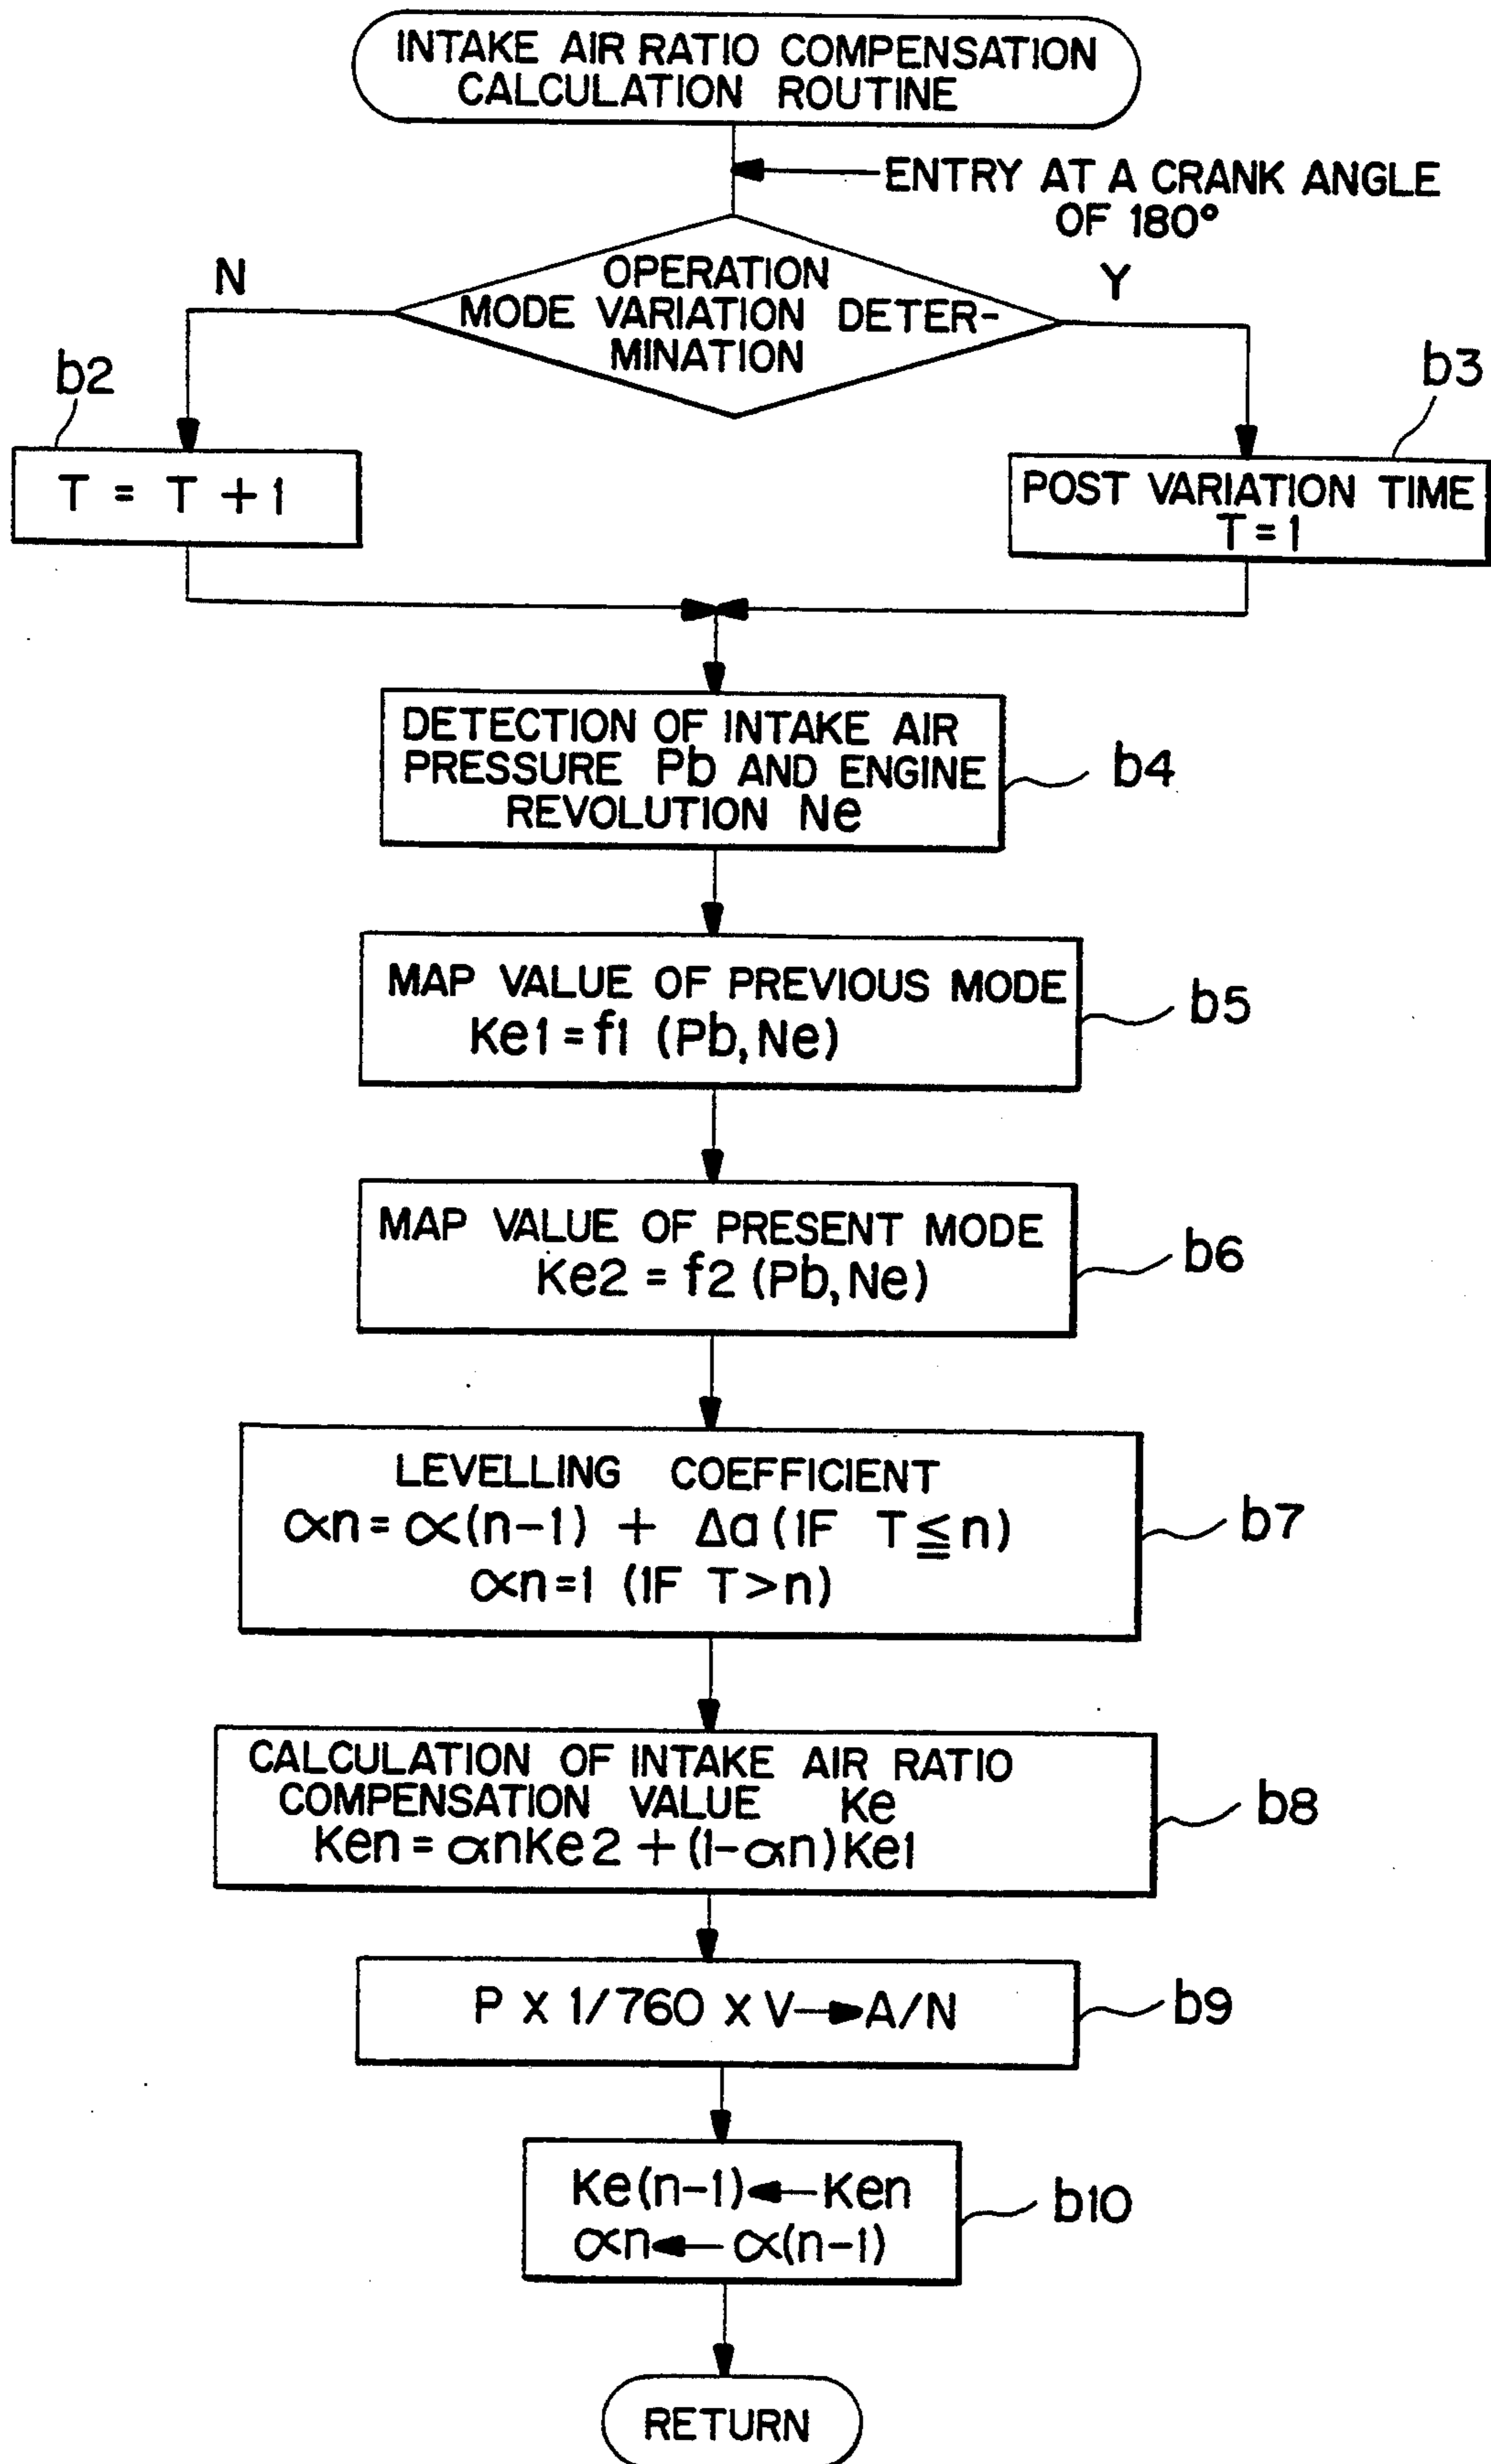 INTAKE AIR RATIO COMPENSATION
CALCULATION ROUTINE
ENTRY AT A CRANK ANGLE
OF 180°
N
OPERATION
MODE VARIATION DETER-
MINATION
Y
b2
T = T + 1
b3
POST VARIATION TIME
T = 1
DETECTION OF INTAKE AIR
PRESSURE Pb AND ENGINE
REVOLUTION Ne
b4
MAP VALUE OF PREVIOUS MODE
Ke1 = f1 (Pb, Ne)
b5
MAP VALUE OF PRESENT MODE
Ke2 = f2 (Pb, Ne)
b6
LEVELLING COEFFICIENT
αn = α(n-1) + Δa (IF T ≦ n)
αn = 1 (IF T > n)
b7
CALCULATION OF INTAKE AIR RATIO
COMPENSATION VALUE Ke
Ken = αnKe2 + (1-αn)Ke1
b8
P X 1/760 x V → A/N
b9
Ke(n-1) ← Ken
αn ← α(n-1)
b10
RETURN